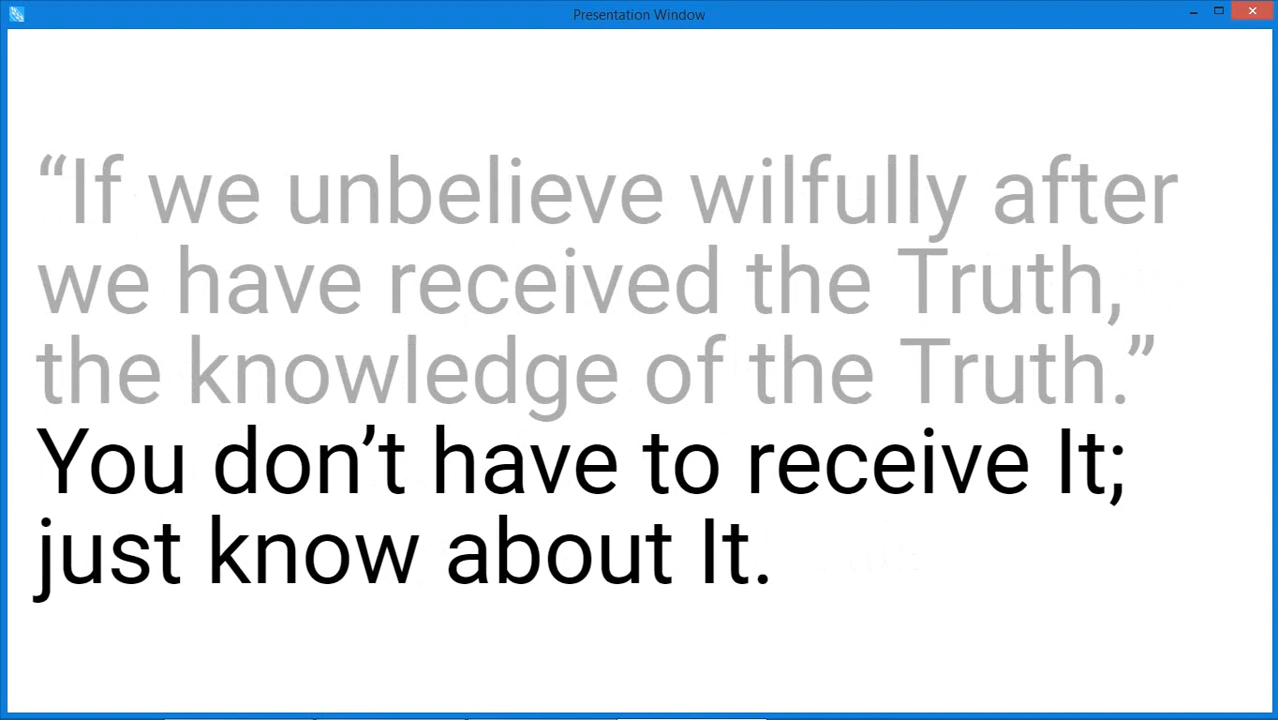 Presentation Window
“If we unbelieve wilfully after
we have received the Truth,
the knowledge of the Truth.”
You don’t have to receive It;
just know about It.